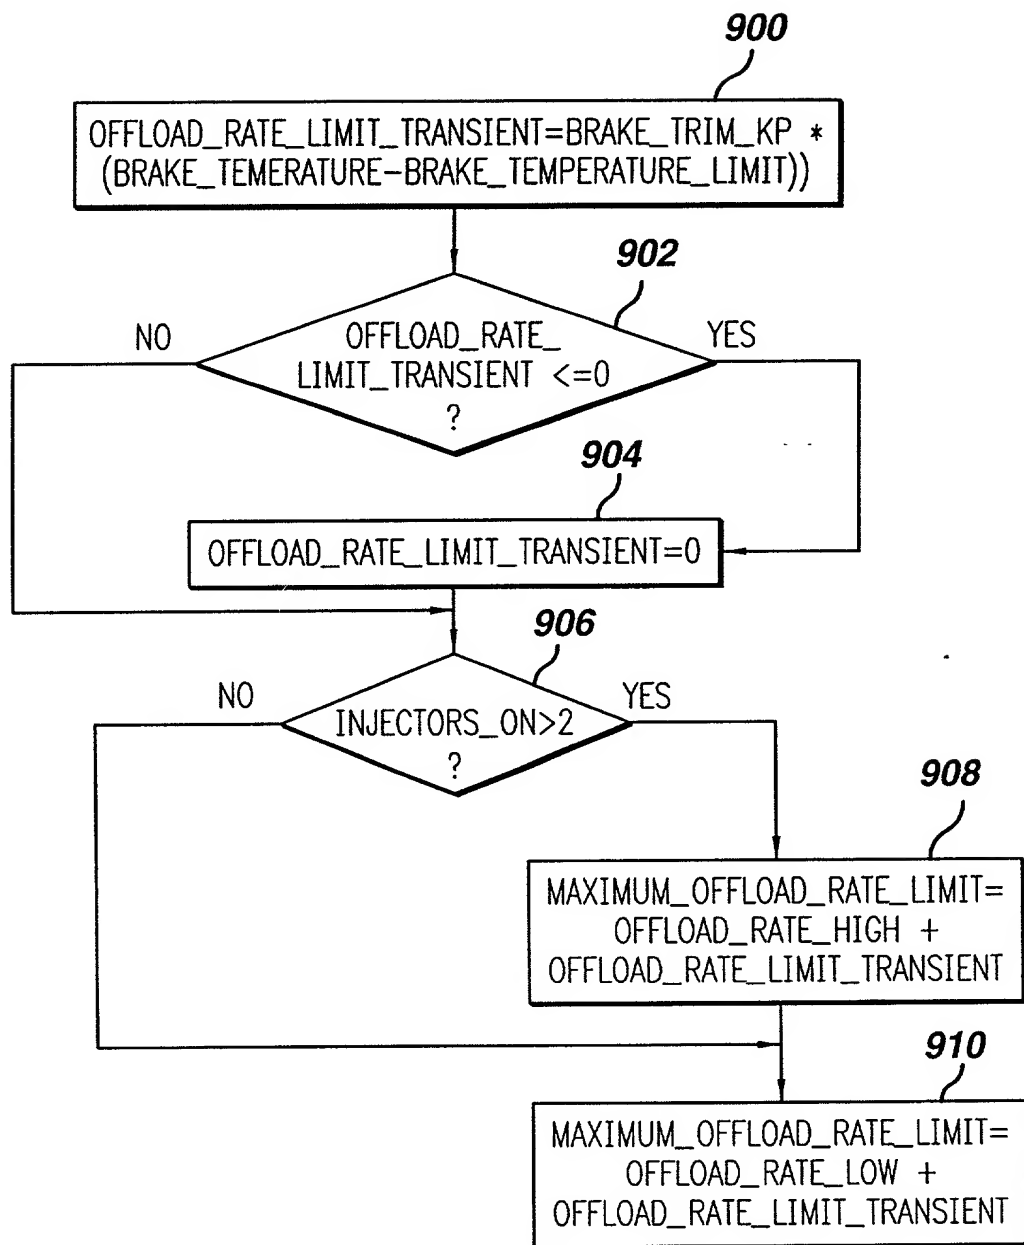 900
OFFLOAD_RATE_LIMIT_TRANSIENT=BRAKE_TRIM_KP *
(BRAKE_TEMERATURE-BRAKE_TEMPERATURE_LIMIT))
902
NO
OFFLOAD_RATE_
LIMIT_TRANSIENT <=0
?
YES
904
OFFLOAD_RATE_LIMIT_TRANSIENT=0
906
NO
INJECTORS_ON>2
?
YES
908
MAXIMUM_OFFLOAD_RATE_LIMIT=
OFFLOAD_RATE_HIGH +
OFFLOAD_RATE_LIMIT_TRANSIENT
910
MAXIMUM_OFFLOAD_RATE_LIMIT=
OFFLOAD_RATE_LOW +
OFFLOAD_RATE_LIMIT_TRANSIENT